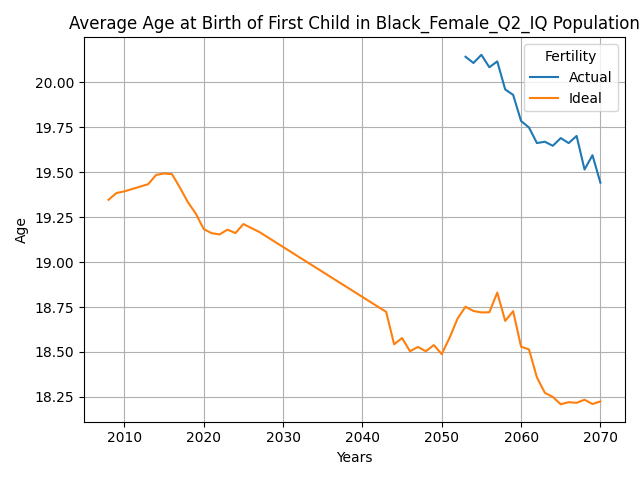 Average Age at Birth of First Child in Black_Female_Q2_IQ Population
Fertility
Actual
Ideal
20.00
19.75
19.50
19.25
19.00
18.75
18.50
18.25
Age
2010 2020 2030 2040 2050 2060 2070
Years